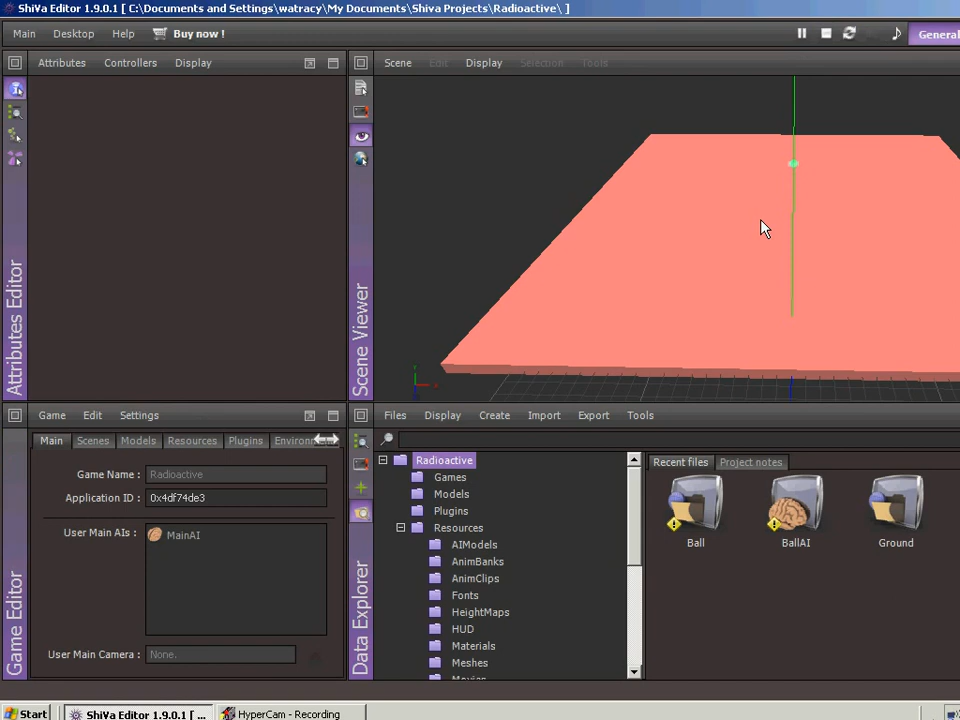 ShiVa Editor 1.9.0.1 [ C:\Documents and Settings\watracy\My Documents\Shiva Projects\Radioactive\ ]
Main Desktop Help Buy now ! General
Attributes Controllers Display
Scene Edit Display Selection Tools
Attributes Editor
Scene Viewer
Game Edit Settings
Files Display Create Import Export Tools
Main Scenes Models Resources Plugins
Game Name : Radioactive
Application ID : 0x4df74de3
User Main AIs : MainAI
User Main Camera : None.
Game Editor
Data Explorer
Radioactive
Games
Models
Plugins
Resources
AIModels
AnimBanks
AnimClips
Fonts
HeightMaps
HUD
Materials
Meshes
Recent files Project notes
Ball BallAI Ground
Start ShiVa Editor 1.9.0.1 [ ... HyperCam - Recording